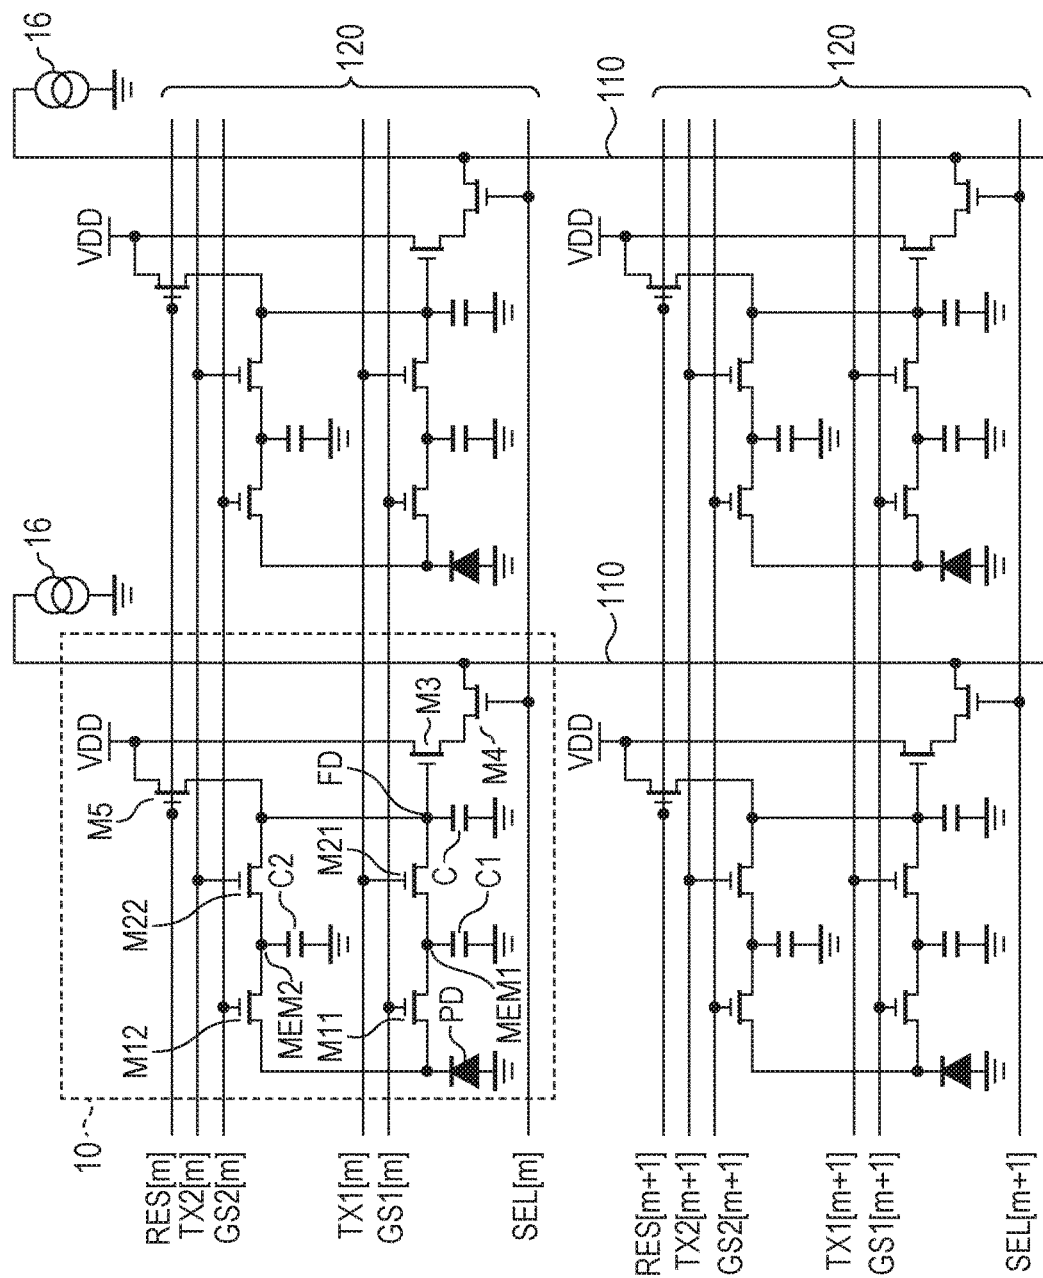 16
16
120
120
110
110
VDD
VDD
VDD
VDD
10
M5
M22
M12
C2
MEM2
FD
M21
M11
C
C1
MEM1
PD
M3
M4
RES[m]
TX2[m]
GS2[m]
TX1[m]
GS1[m]
SEL[m]
RES[m+1]
TX2[m+1]
GS2[m+1]
TX1[m+1]
GS1[m+1]
SEL[m+1]